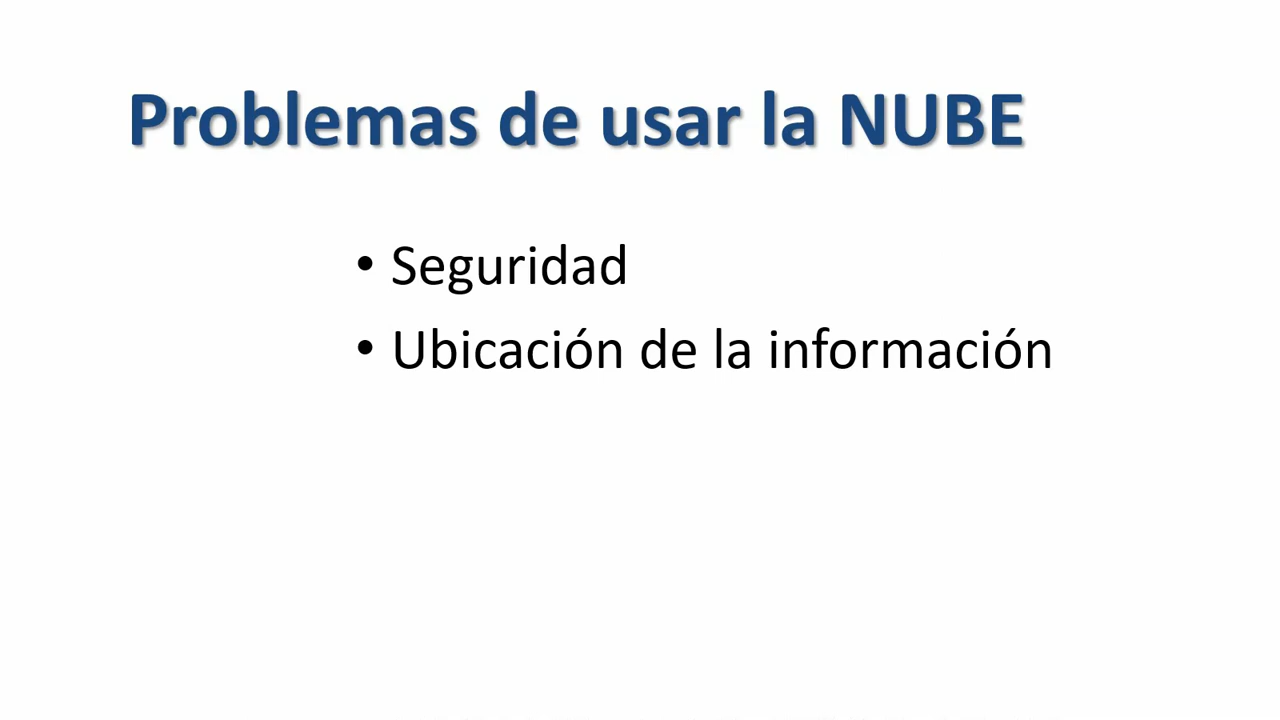 Problemas de usar la NUBE
• Seguridad
• Ubicación de la información